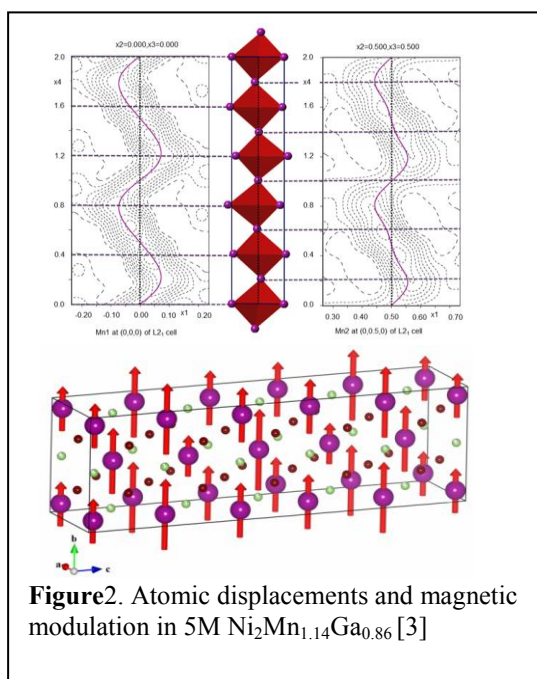 x2=0.000,x3=0.000
x2=0.500,x3=0.500
2.0
x4
1.6
1.2
0.8
0.4
0.0
-0.20 -0.10 0.00 0.10 x1 0.20
Mn1 at (0,0,0) of L2₁ cell
2.0
x4
1.6
1.2
0.8
0.4
0.0
0.30 0.40 0.50 x1 0.60 0.70
Mn2 at (0,0.5,0) of L2₁ cell
b
a
c
Figure2. Atomic displacements and magnetic
modulation in 5M Ni₂Mn₁.₁₄Ga₀.₈₆ [3]